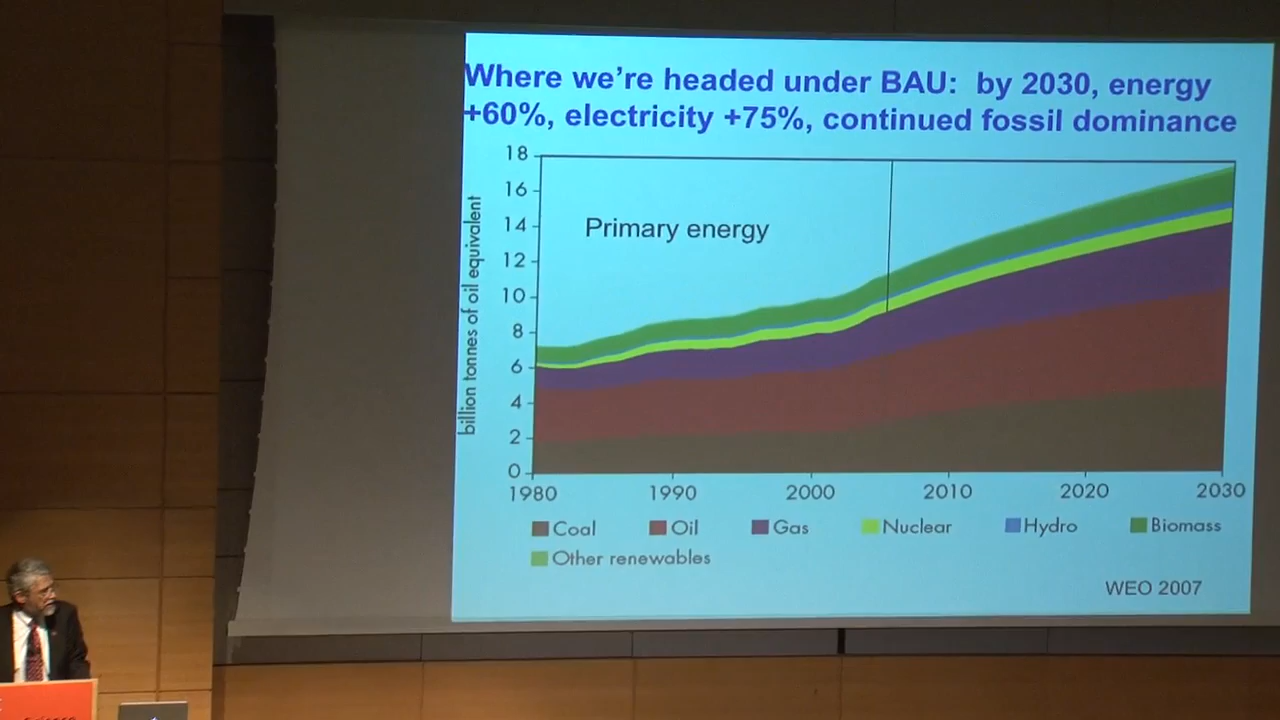 Where we're headed under BAU: by 2030, energy
+60%, electricity +75%, continued fossil dominance
18
16
14
12
10
8
6
4
2
0
billion tonnes of oil equivalent
Primary energy
1980 1990 2000 2010 2020 2030
Coal Oil Gas Nuclear Hydro Biomass
Other renewables
WEO 2007